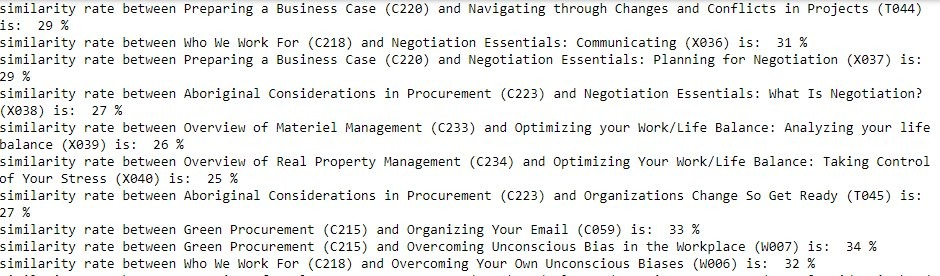 similarity rate between Preparing a Business Case (C220) and Navigating through Changes and Conflicts in Projects (T044)
is:  29 %
similarity rate between Who We Work For (C218) and Negotiation Essentials: Communicating (X036) is:  31 %
similarity rate between Preparing a Business Case (C220) and Negotiation Essentials: Planning for Negotiation (X037) is:
29 %
similarity rate between Aboriginal Considerations in Procurement (C223) and Negotiation Essentials: What Is Negotiation?
(X038) is:  27 %
similarity rate between Overview of Materiel Management (C233) and Optimizing your Work/Life Balance: Analyzing your life
balance (X039) is:  26 %
similarity rate between Overview of Real Property Management (C234) and Optimizing Your Work/Life Balance: Taking Control
of Your Stress (X040) is:  25 %
similarity rate between Aboriginal Considerations in Procurement (C223) and Organizations Change So Get Ready (T045) is:
27 %
similarity rate between Green Procurement (C215) and Organizing Your Email (C059) is:  33 %
similarity rate between Green Procurement (C215) and Overcoming Unconscious Bias in the Workplace (W007) is:  34 %
similarity rate between Who We Work For (C218) and Overcoming Your Own Unconscious Biases (W006) is:  32 %